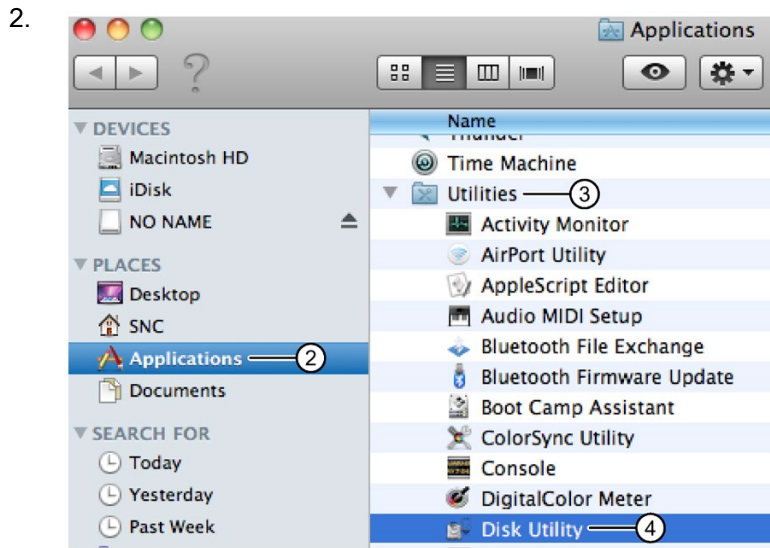 2.
Applications
?
Name
DEVICES
Macintosh HD
iDisk
NO NAME
PLACES
Desktop
SNC
Applications 2
Documents
SEARCH FOR
Today
Yesterday
Past Week
Time Machine
Utilities 3
Activity Monitor
AirPort Utility
AppleScript Editor
Audio MIDI Setup
Bluetooth File Exchange
Bluetooth Firmware Update
Boot Camp Assistant
ColorSync Utility
Console
DigitalColor Meter
Disk Utility 4